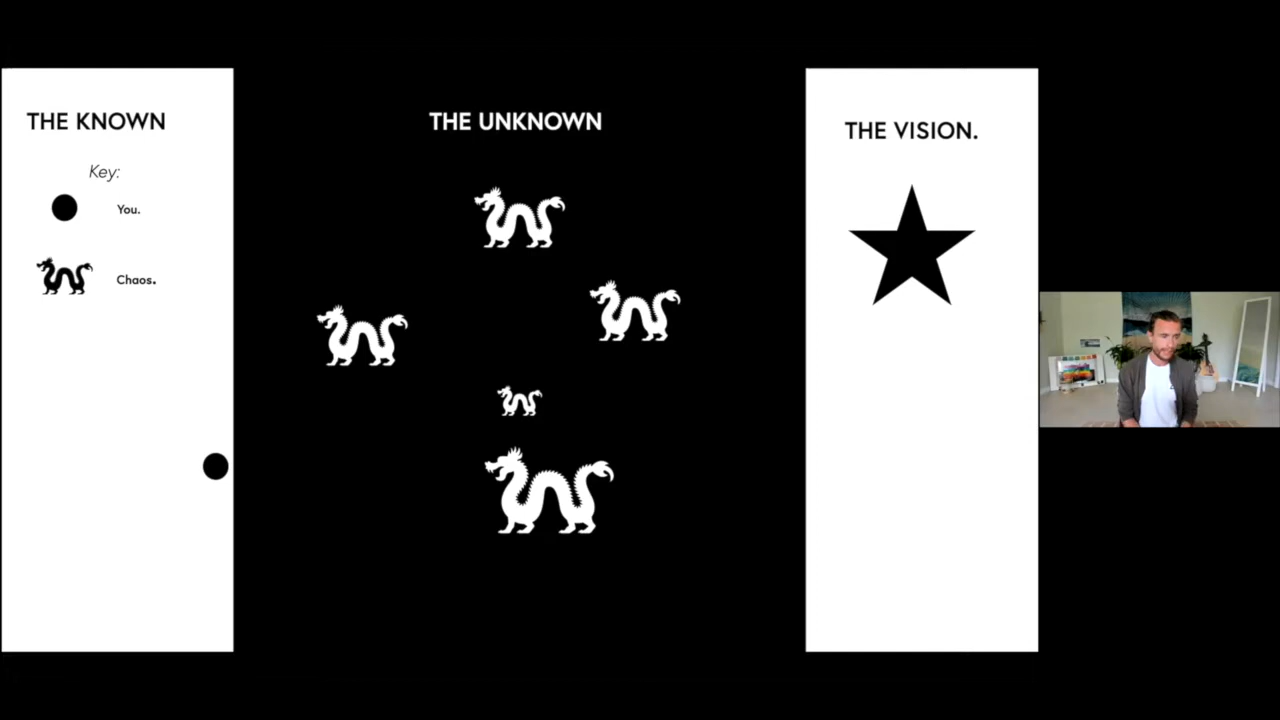 THE KNOWN
Key:
You.
Chaos.
THE UNKNOWN
THE VISION.